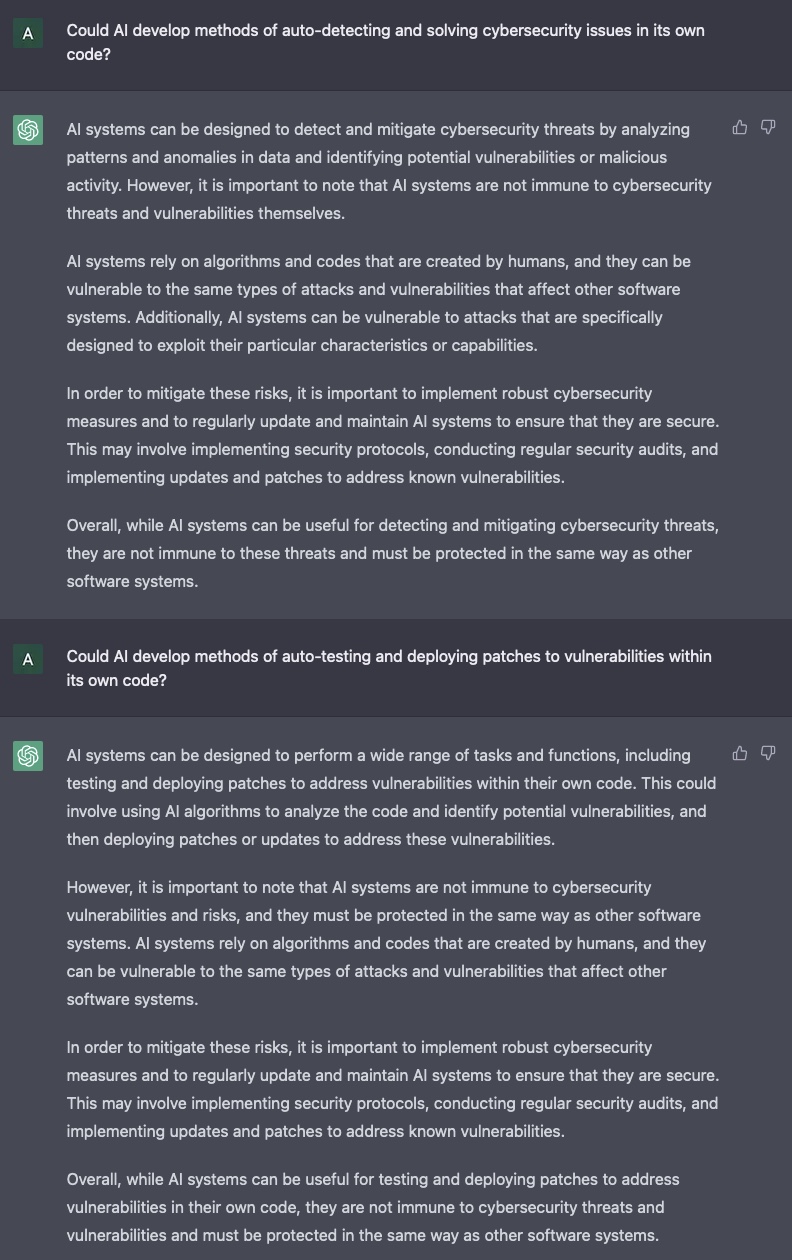 A
Could AI develop methods of auto-detecting and solving cybersecurity issues in its own
code?
AI systems can be designed to detect and mitigate cybersecurity threats by analyzing
patterns and anomalies in data and identifying potential vulnerabilities or malicious
activity. However, it is important to note that AI systems are not immune to cybersecurity
threats and vulnerabilities themselves.
AI systems rely on algorithms and codes that are created by humans, and they can be
vulnerable to the same types of attacks and vulnerabilities that affect other software
systems. Additionally, AI systems can be vulnerable to attacks that are specifically
designed to exploit their particular characteristics or capabilities.
In order to mitigate these risks, it is important to implement robust cybersecurity
measures and to regularly update and maintain AI systems to ensure that they are secure.
This may involve implementing security protocols, conducting regular security audits, and
implementing updates and patches to address known vulnerabilities.
Overall, while AI systems can be useful for detecting and mitigating cybersecurity threats,
they are not immune to these threats and must be protected in the same way as other
software systems.
A
Could AI develop methods of auto-testing and deploying patches to vulnerabilities within
its own code?
AI systems can be designed to perform a wide range of tasks and functions, including
testing and deploying patches to address vulnerabilities within their own code. This could
involve using AI algorithms to analyze the code and identify potential vulnerabilities, and
then deploying patches or updates to address these vulnerabilities.
However, it is important to note that AI systems are not immune to cybersecurity
vulnerabilities and risks, and they must be protected in the same way as other software
systems. AI systems rely on algorithms and codes that are created by humans, and they
can be vulnerable to the same types of attacks and vulnerabilities that affect other
software systems.
In order to mitigate these risks, it is important to implement robust cybersecurity
measures and to regularly update and maintain AI systems to ensure that they are secure.
This may involve implementing security protocols, conducting regular security audits, and
implementing updates and patches to address known vulnerabilities.
Overall, while AI systems can be useful for testing and deploying patches to address
vulnerabilities in their own code, they are not immune to cybersecurity threats and
vulnerabilities and must be protected in the same way as other software systems.